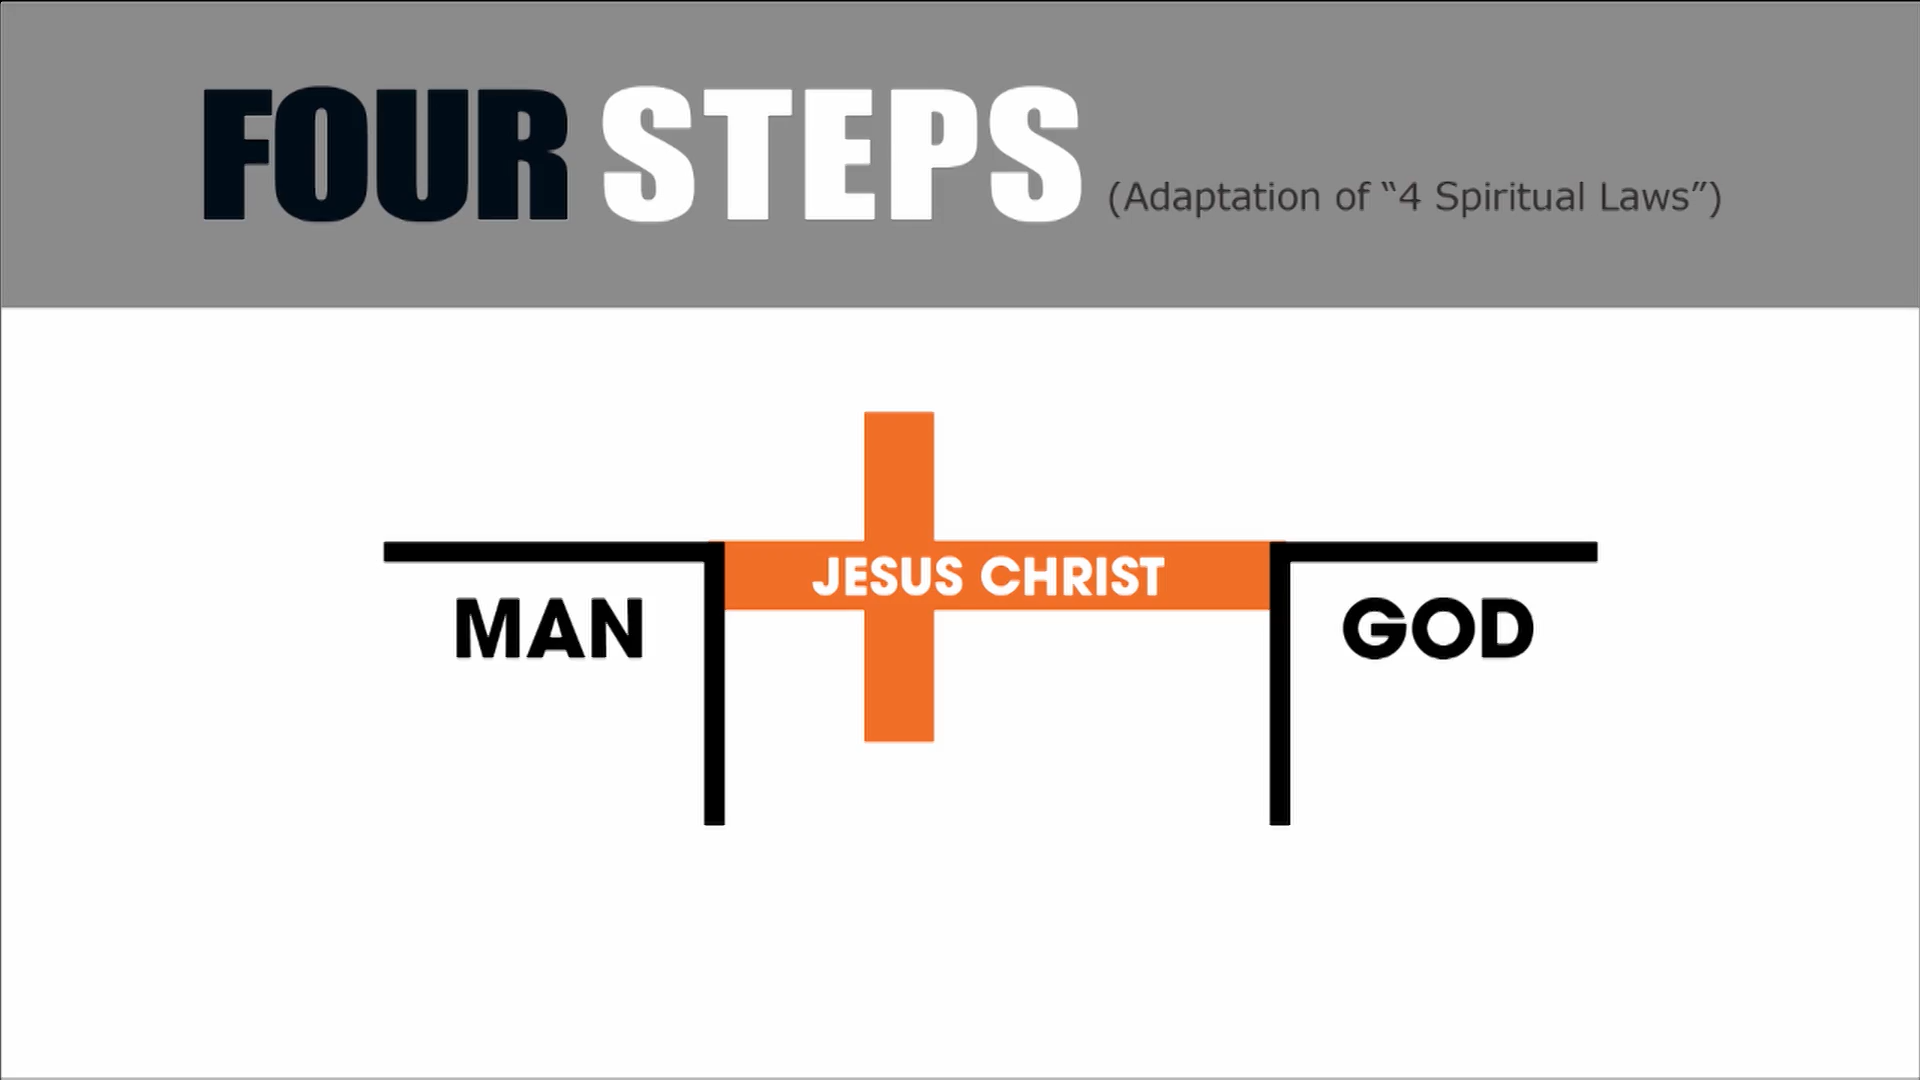 FOUR STEPS (Adaptation of “4 Spiritual Laws”)
JESUS CHRIST
MAN
GOD